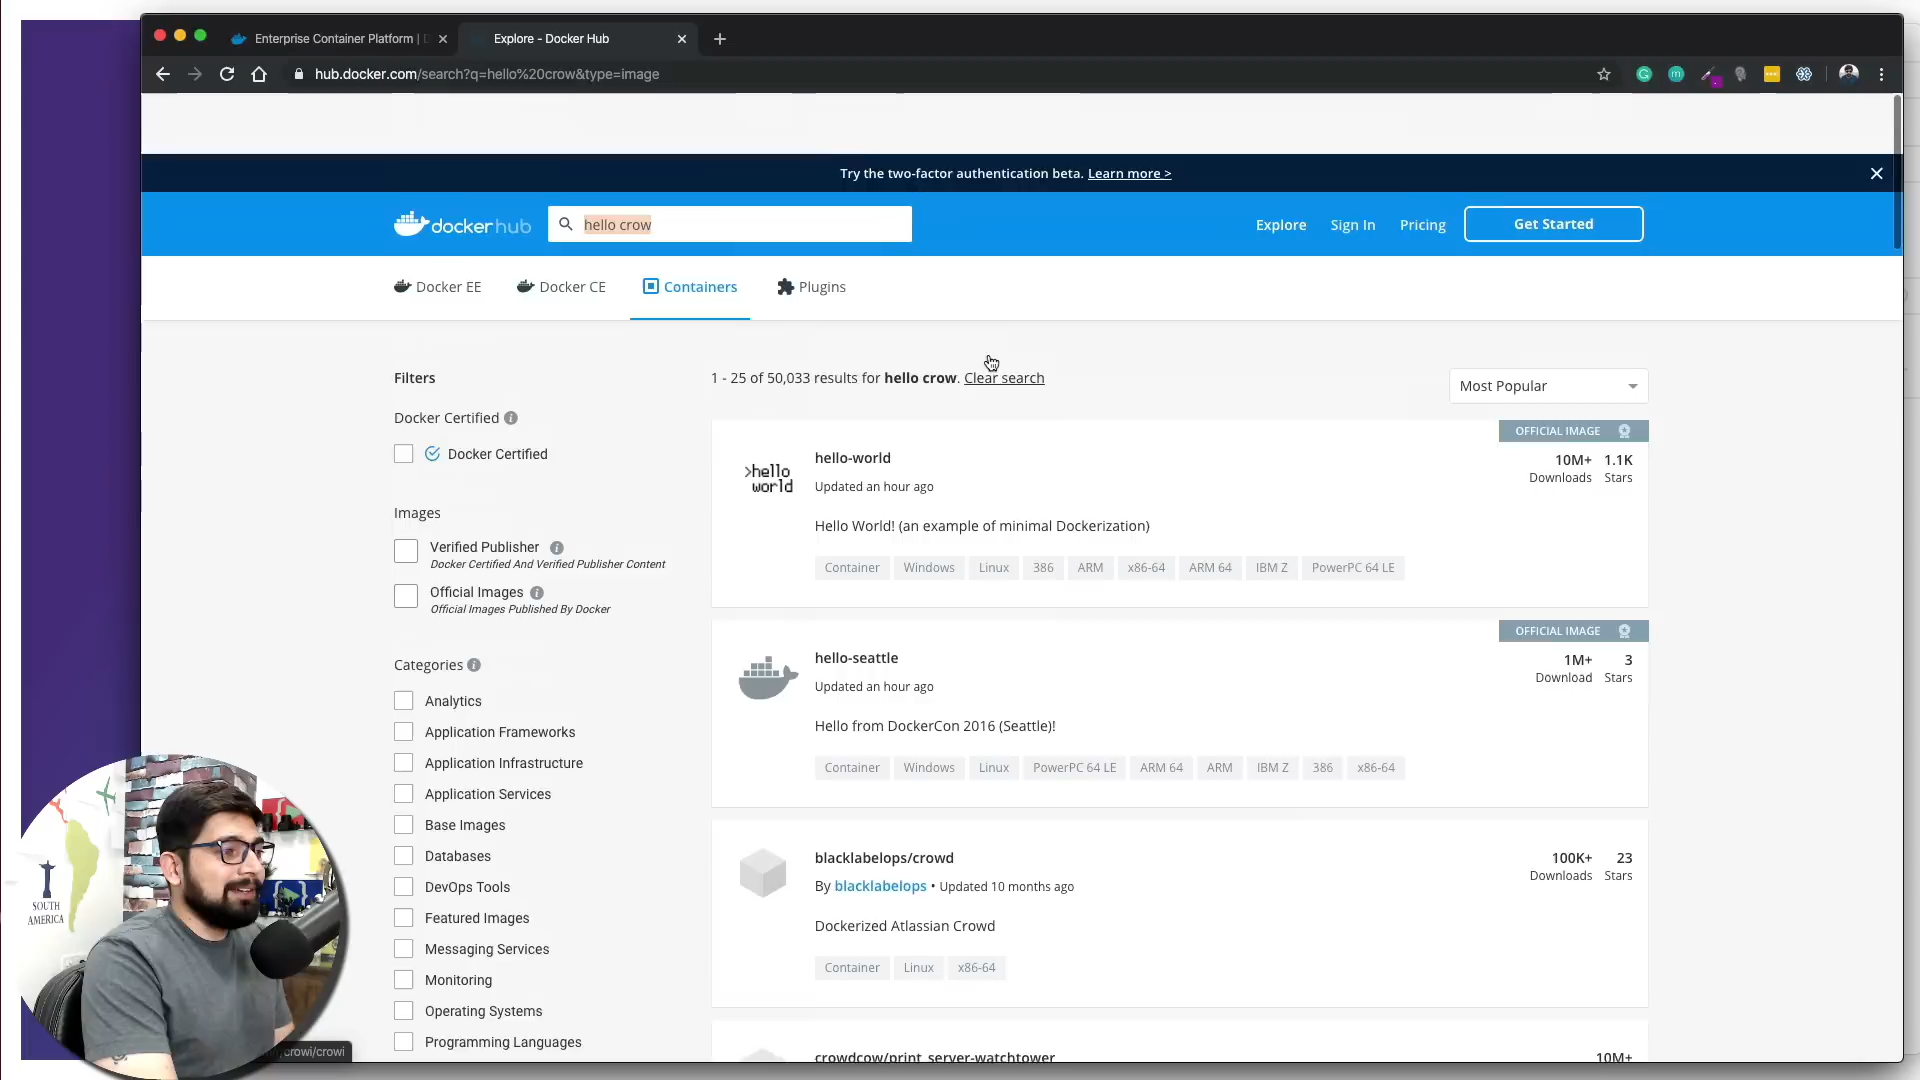 Enterprise Container Platform |
Explore - Docker Hub
hub.docker.com/search?q=hello%20crow&type=image
Try the two-factor authentication beta. Learn more >
dockerhub
hello crow
Explore
Sign In
Pricing
Get Started
Docker EE
Docker CE
Containers
Plugins
Filters
1 - 25 of 50,033 results for hello crow. Clear search
Most Popular
Docker Certified
Docker Certified
Images
Verified Publisher
Docker Certified And Verified Publisher Content
Official Images
Official Images Published By Docker
Categories
Analytics
Application Frameworks
Application Infrastructure
Application Services
Base Images
Databases
DevOps Tools
Featured Images
Messaging Services
Monitoring
Operating Systems
Programming Languages
OFFICIAL IMAGE
>hello
world
hello-world
Updated an hour ago
10M+ 1.1K
Downloads Stars
Hello World! (an example of minimal Dockerization)
Container Windows Linux 386 ARM x86-64 ARM 64 IBM Z PowerPC 64 LE
OFFICIAL IMAGE
hello-seattle
Updated an hour ago
1M+ 3
Download Stars
Hello from DockerCon 2016 (Seattle)!
Container Windows Linux PowerPC 64 LE ARM 64 ARM IBM Z 386 x86-64
blacklabelops/crowd
By blacklabelops • Updated 10 months ago
100K+ 23
Downloads Stars
Dockerized Atlassian Crowd
Container Linux x86-64
crowdcow/print_server-watchtower
10M+
SOUTH
AMERICA
/crowi/crowi